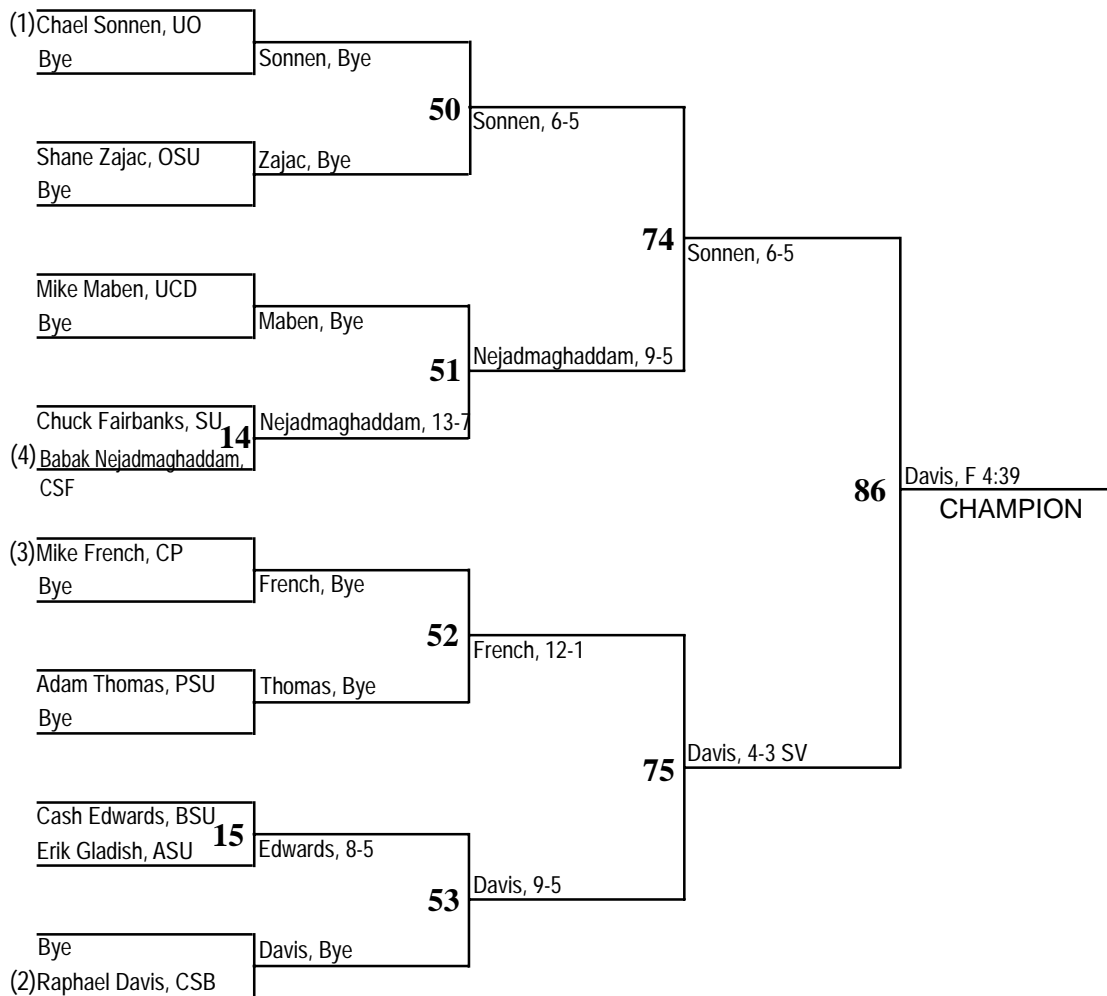 (1) Chael Sonnen, UO
Bye
Sonnen, Bye
50
Sonnen, 6-5
Shane Zajac, OSU
Bye
Zajac, Bye
74
Sonnen, 6-5
Mike Maben, UCD
Bye
Maben, Bye
51
Nejadmaghaddam, 9-5
Chuck Fairbanks, SU
14
Nejadmaghaddam, 13-7
(4) Babak Nejadmaghaddam,
CSF
86
Davis, F 4:39
CHAMPION
(3) Mike French, CP
Bye
French, Bye
52
French, 12-1
Adam Thomas, PSU
Bye
Thomas, Bye
75
Davis, 4-3 SV
Cash Edwards, BSU
15
Erik Gladish, ASU
Edwards, 8-5
53
Davis, 9-5
Bye
Davis, Bye
(2) Raphael Davis, CSB